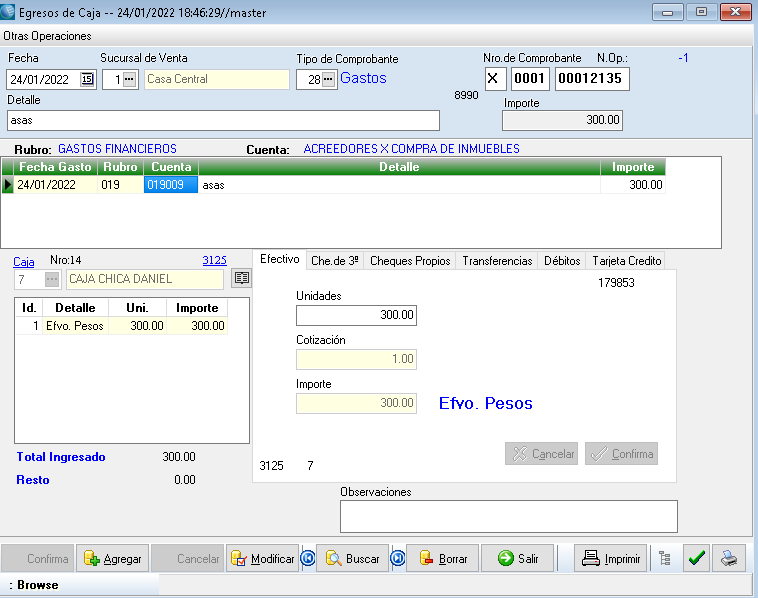 Egresos de Caja -- 24/01/2022 18:46:29//master
Otras Operaciones
Fecha Sucursal de Venta Tipo de Comprobante Nro.de Comprobante N.Op.: -1
24/01/2022 15 1 Casa Central 28 Gastos X 0001 00012135
Detalle 8990 Importe
asas 300.00
Rubro: GASTOS FINANCIEROS Cuenta: ACREEDORES X COMPRA DE INMUEBLES
Fecha Gasto Rubro Cuenta Detalle Importe
24/01/2022 019 019009 asas 300.00
Caja Nro:14 3125
7 CAJA CHICA DANIEL
Id. Detalle Uni. Importe
1 Efvo. Pesos 300.00 300.00
Total Ingresado 300.00
Resto 0.00
Efectivo Che.de 3º Cheques Propios Transferencias Débitos Tarjeta Credito
179853
Unidades
300.00
Cotización
1.00
Importe
300.00 Efvo. Pesos
Cancelar Confirma
3125 7
Observaciones
Confirma Agregar Cancelar Modificar Buscar Borrar Salir Imprimir
: Browse